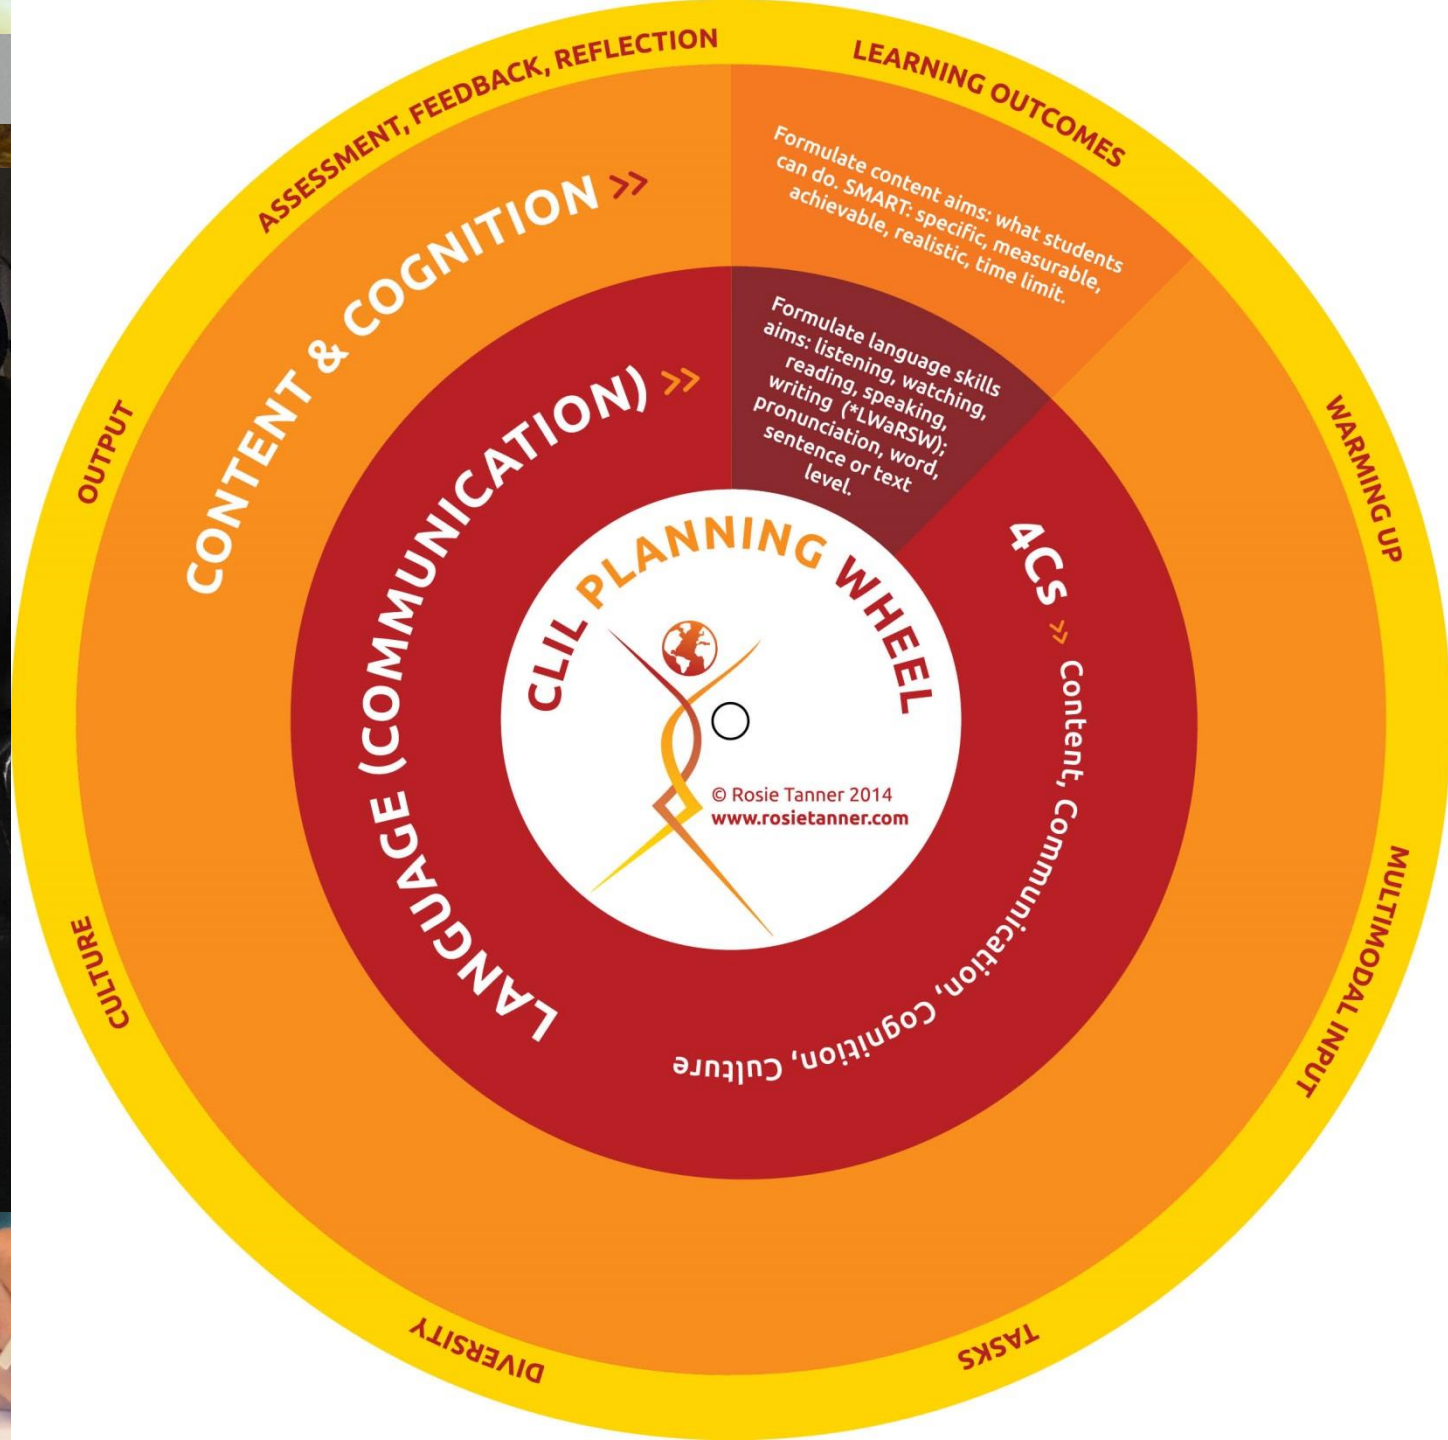 ASSESSMENT, FEEDBACK, REFLECTION
LEARNING OUTCOMES
WARMING UP
MULTIMODAL INPUT
TASKS
DIVERSITY
CULTURE
OUTPUT
CONTENT & COGNITION >>
Formulate content aims: what students
can do. SMART: specific, measurable,
achievable, realistic, time limit.
LANGUAGE (COMMUNICATION) >>
Formulate language skills
aims: listening, watching,
reading, speaking,
writing (*LWaRSW);
pronunciation, word,
sentence or text
level.
4Cs >> Content, Communication, Cognition, Culture
CLIL PLANNING WHEEL
© Rosie Tanner 2014
www.rosietanner.com